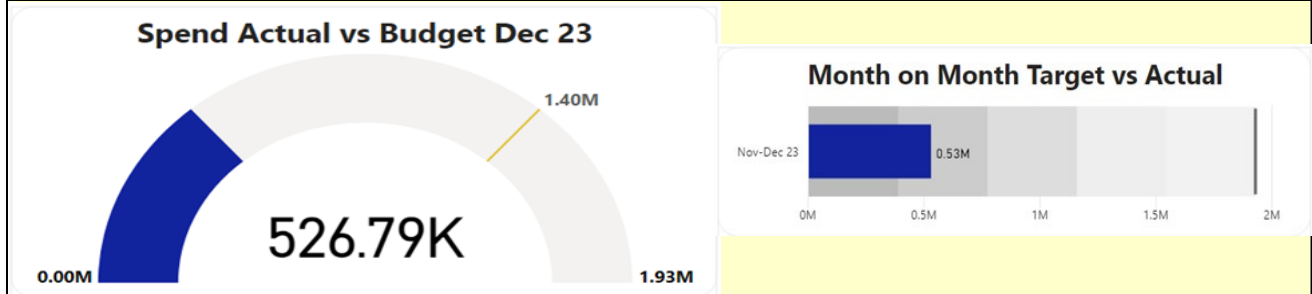 Spend Actual vs Budget Dec 23
1.40M
526.79K
0.00M
1.93M
Month on Month Target vs Actual
Nov-Dec 23
0.53M
0M 0.5M 1M 1.5M 2M